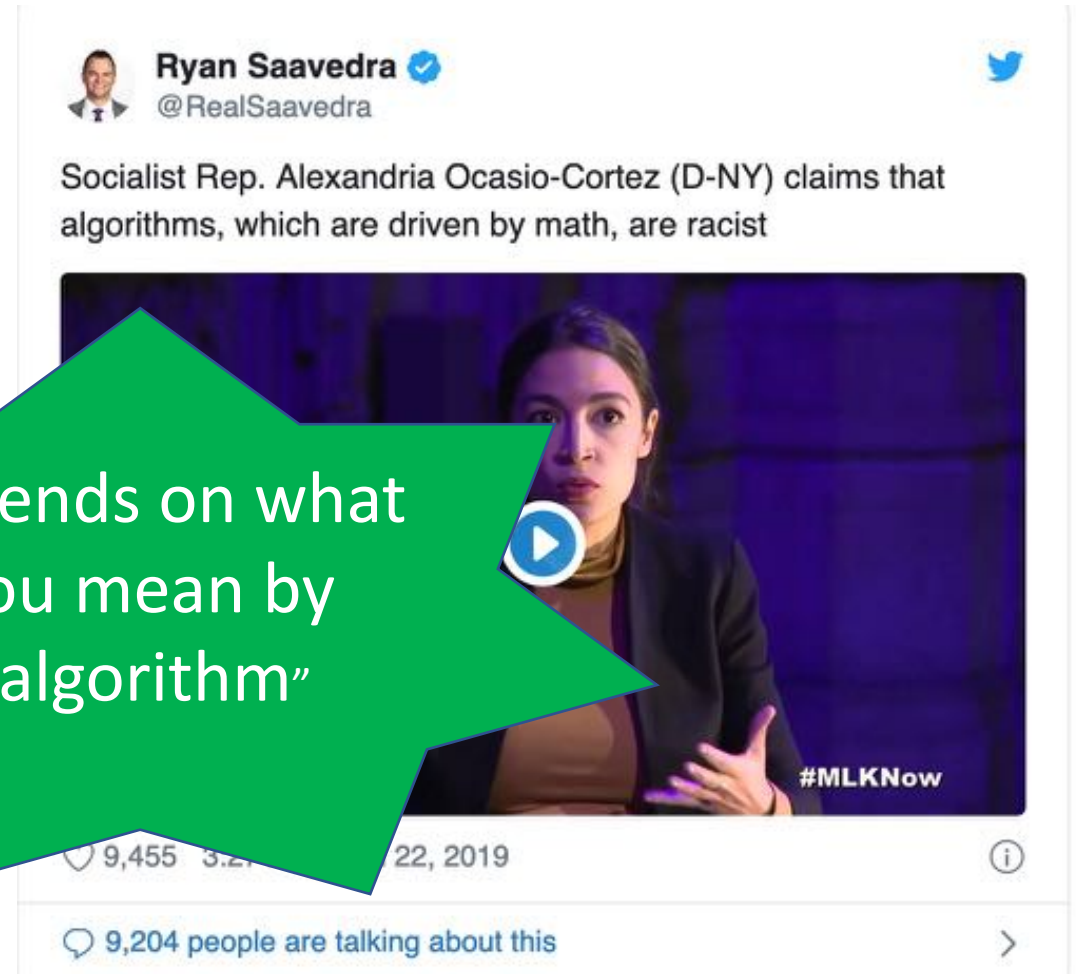 Ryan Saavedra
@RealSaavedra
Socialist Rep. Alexandria Ocasio-Cortez (D-NY) claims that
algorithms, which are driven by math, are racist
ends on what
ou mean by
algorithm”
#MLKNow
9,455 22, 2019
9,204 people are talking about this